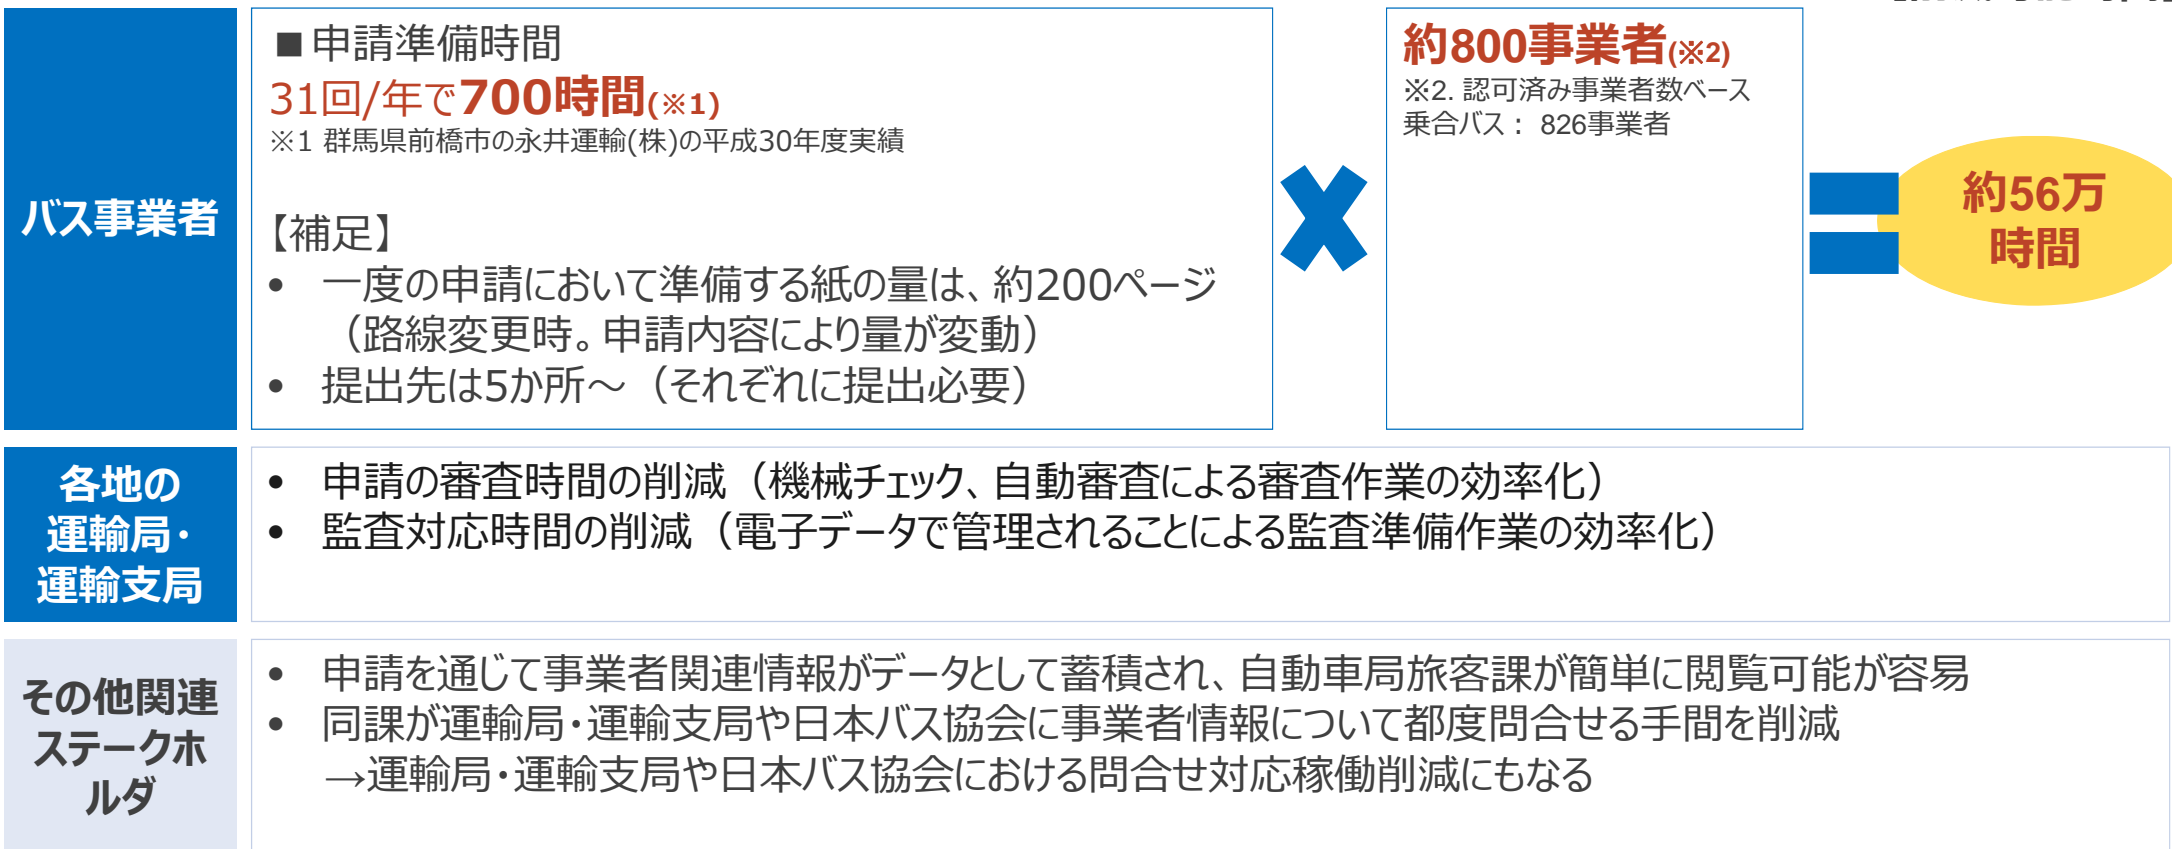 バス事業者
■申請準備時間
31回/年で700時間(※1)
※1 群馬県前橋市の永井運輸(株)の平成30年度実績
【補足】
• 一度の申請において準備する紙の量は、約200ページ
（路線変更時。申請内容により量が変動）
• 提出先は5か所～（それぞれに提出必要）
約800事業者(※2)
※2. 認可済み事業者数ベース
乗合バス： 826事業者
約56万
時間
各地の
運輸局・
運輸支局
• 申請の審査時間の削減（機械チェック、自動審査による審査作業の効率化）
• 監査対応時間の削減（電子データで管理されることによる監査準備作業の効率化）
その他関連
ステークホ
ルダ
• 申請を通じて事業者関連情報がデータとして蓄積され、自動車局旅客課が簡単に閲覧可能が容易
• 同課が運輸局・運輸支局や日本バス協会に事業者情報について都度問合せる手間を削減
→運輸局・運輸支局や日本バス協会における問合せ対応稼働削減にもなる